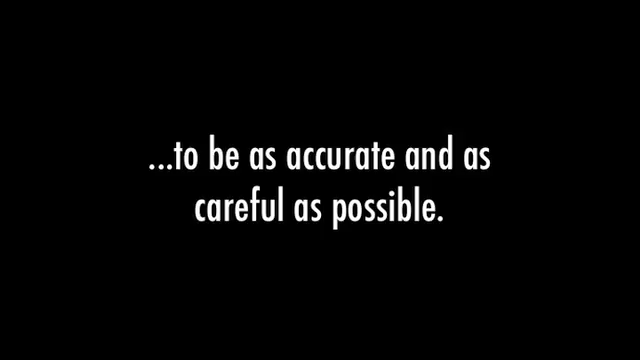 ...to be as accurate and as
careful as possible.